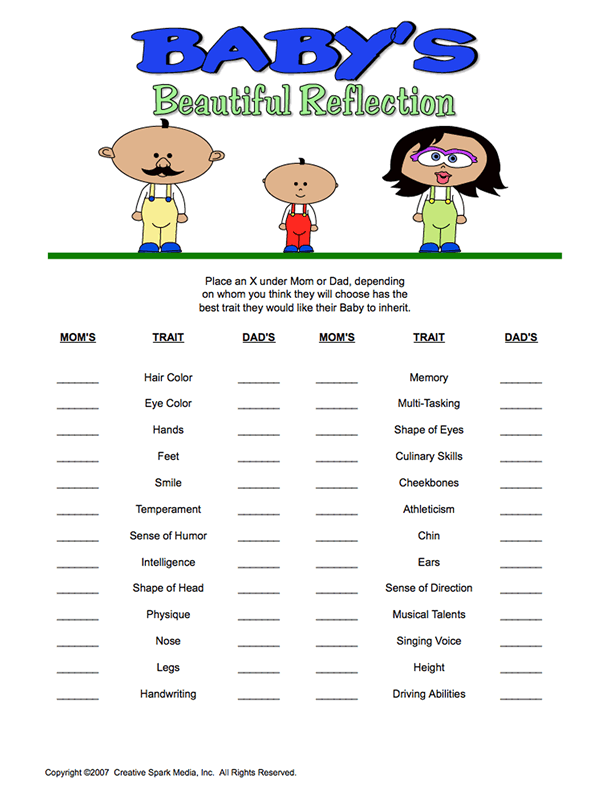 BABY'S
Beautiful Reflection
Place an X under Mom or Dad, depending
on whom you think they will choose has the
best trait they would like their Baby to inherit.
MOM'S TRAIT DAD'S MOM'S TRAIT DAD'S
_______ Hair Color _______ _______ Memory _______
_______ Eye Color _______ _______ Multi-Tasking _______
_______ Hands _______ _______ Shape of Eyes _______
_______ Feet _______ _______ Culinary Skills _______
_______ Smile _______ _______ Cheekbones _______
_______ Temperament _______ _______ Athleticism _______
_______ Sense of Humor _______ _______ Chin _______
_______ Intelligence _______ _______ Ears _______
_______ Shape of Head _______ _______ Sense of Direction _______
_______ Physique _______ _______ Musical Talents _______
_______ Nose _______ _______ Singing Voice _______
_______ Legs _______ _______ Height _______
_______ Handwriting _______ _______ Driving Abilities _______
Copyright ©2007 Creative Spark Media, Inc. All Rights Reserved.